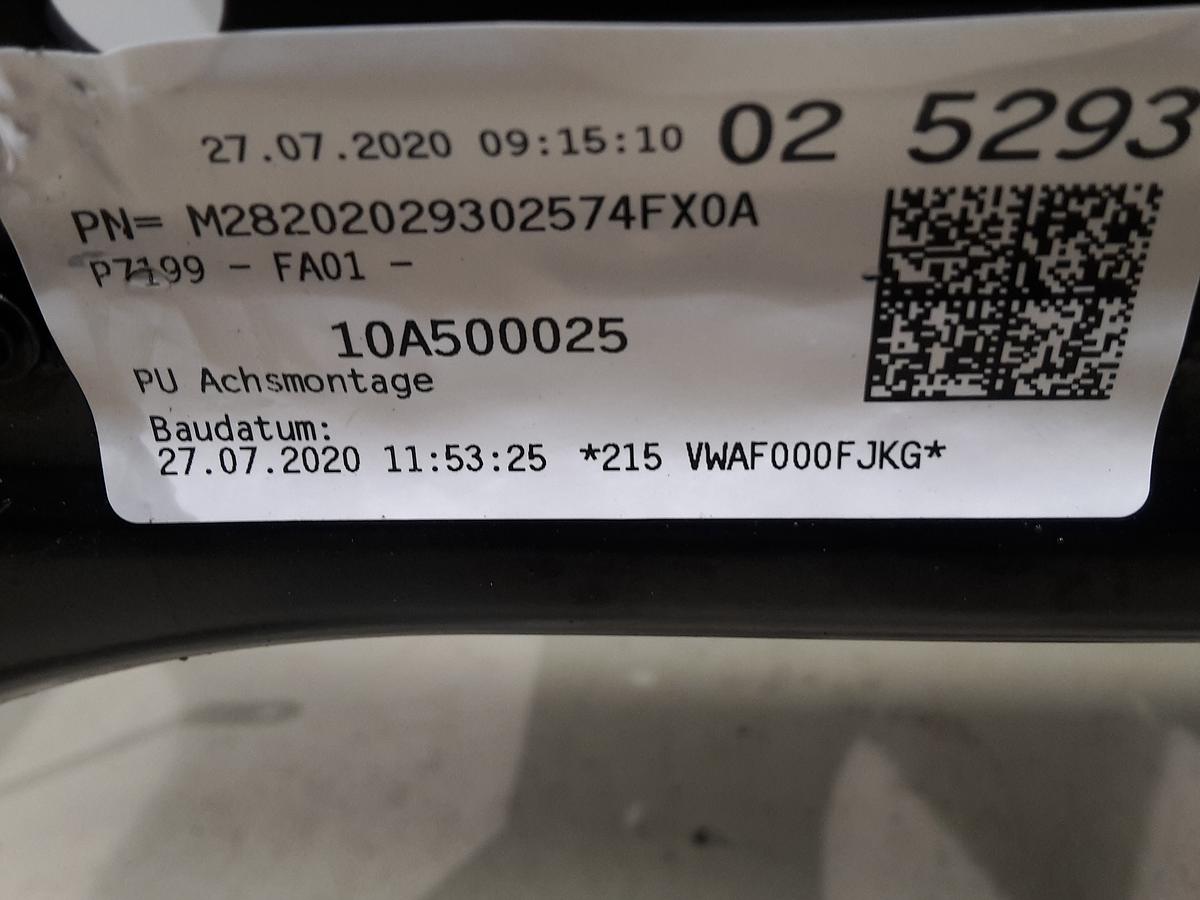 27.07.2020 09:15:10 02 5293
PN= M28202029302574FX0A
P7199 - FA01 -
10A500025
PU Achsmontage
Baudatum:
27.07.2020 11:53:25 *215 VWAF000FJKG*